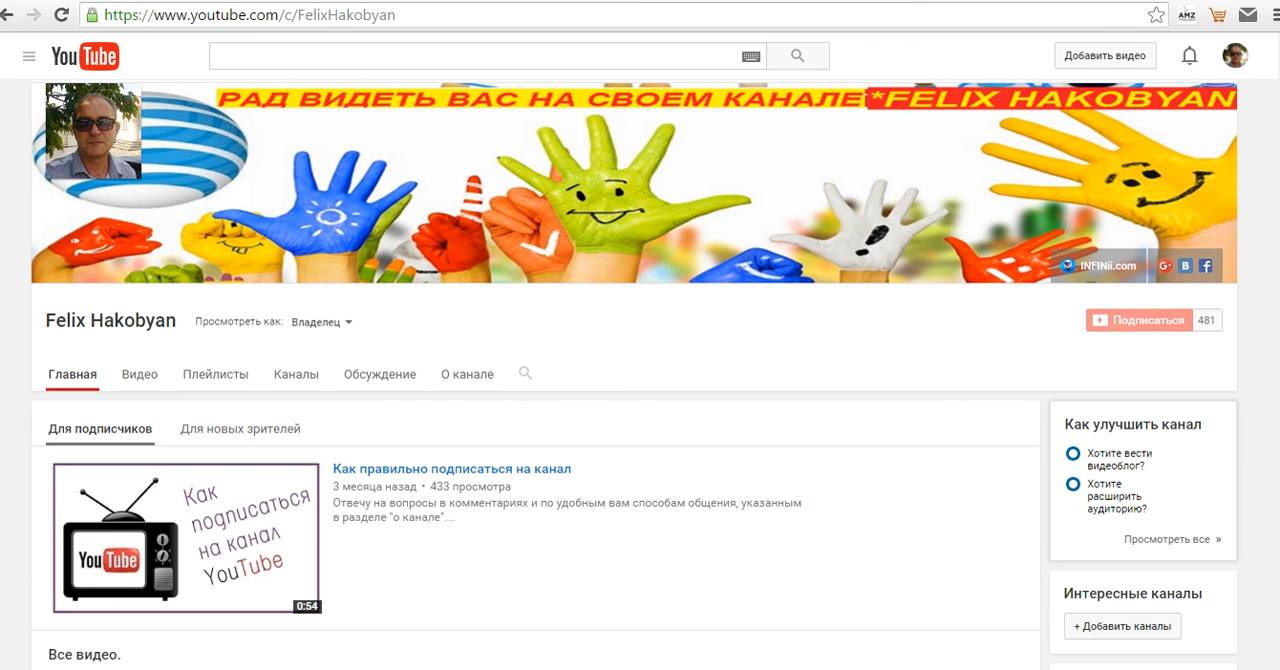 https://www.youtube.com/c/FelixHakobyan
AMZ
YouTube
Добавить видео
РАД ВИДЕТЬ ВАС НА СВОЕМ КАНАЛЕ *FELIX HAKOBYAN
INFINii.com G+ B f
Felix Hakobyan
Просмотреть как: Владелец
Подписаться 481
Главная Видео Плейлисты Каналы Обсуждение О канале
Для подписчиков Для новых зрителей
Как
подписаться
на канал
YouTube
YouTube
0:54
Как правильно подписаться на канал
3 месяца назад • 433 просмотра
Отвечу на вопросы в комментариях и по удобным вам способам общения, указанным
в разделе "о канале"...
Все видео.
Как улучшить канал
Хотите вести
видеоблог?
Хотите
расширить
аудиторию?
Просмотреть все »
Интересные каналы
+ Добавить каналы